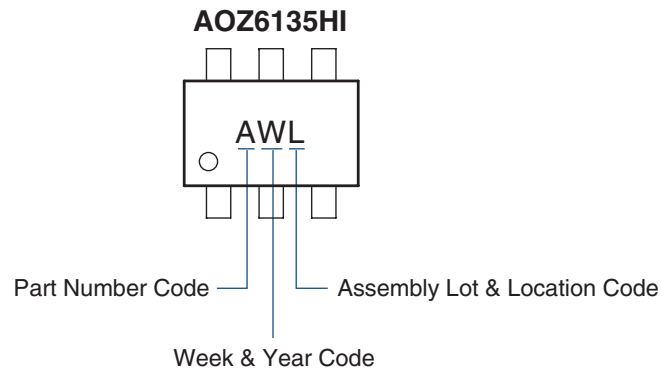 AOZ6135HI
AWL
Part Number Code
Assembly Lot & Location Code
Week & Year Code